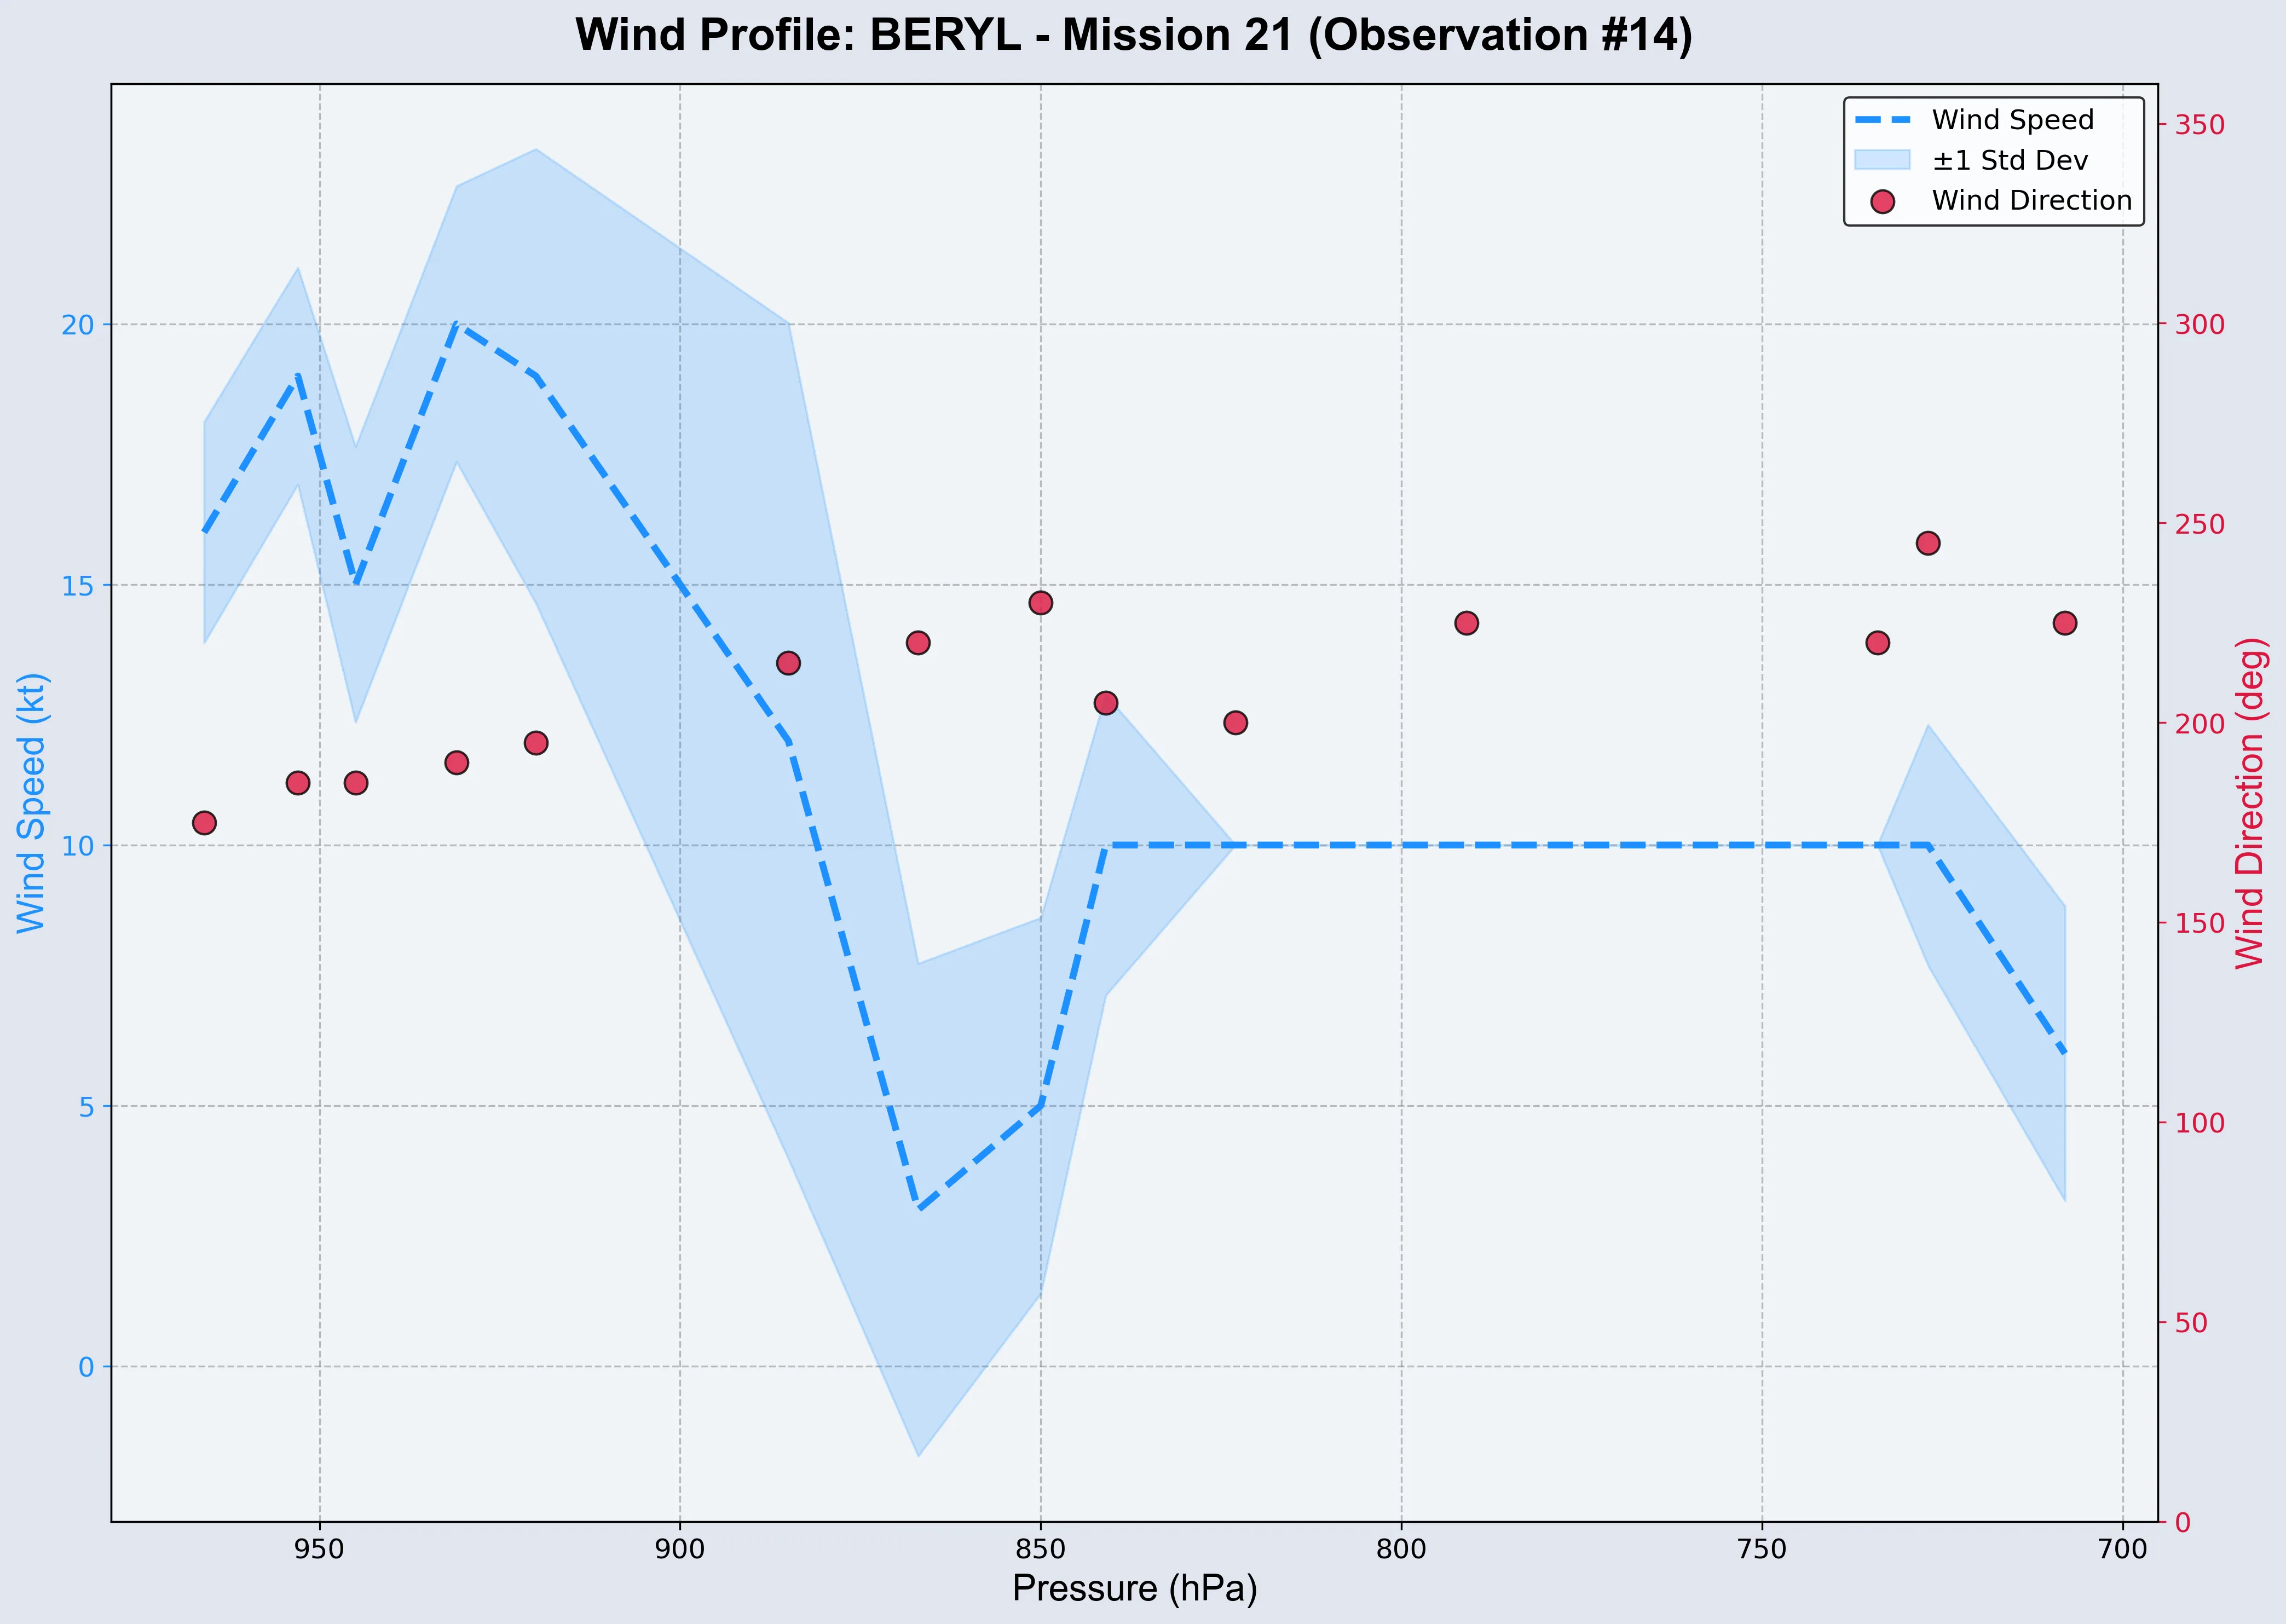 Wind Profile: BERYL - Mission 21 (Observation #14)
Wind Speed
±1 Std Dev
Wind Direction
Wind Speed (kt)
20
15
10
5
0
350
300
250
200
150
100
50
0
Wind Direction (deg)
950
900
850
800
750
700
Pressure (hPa)